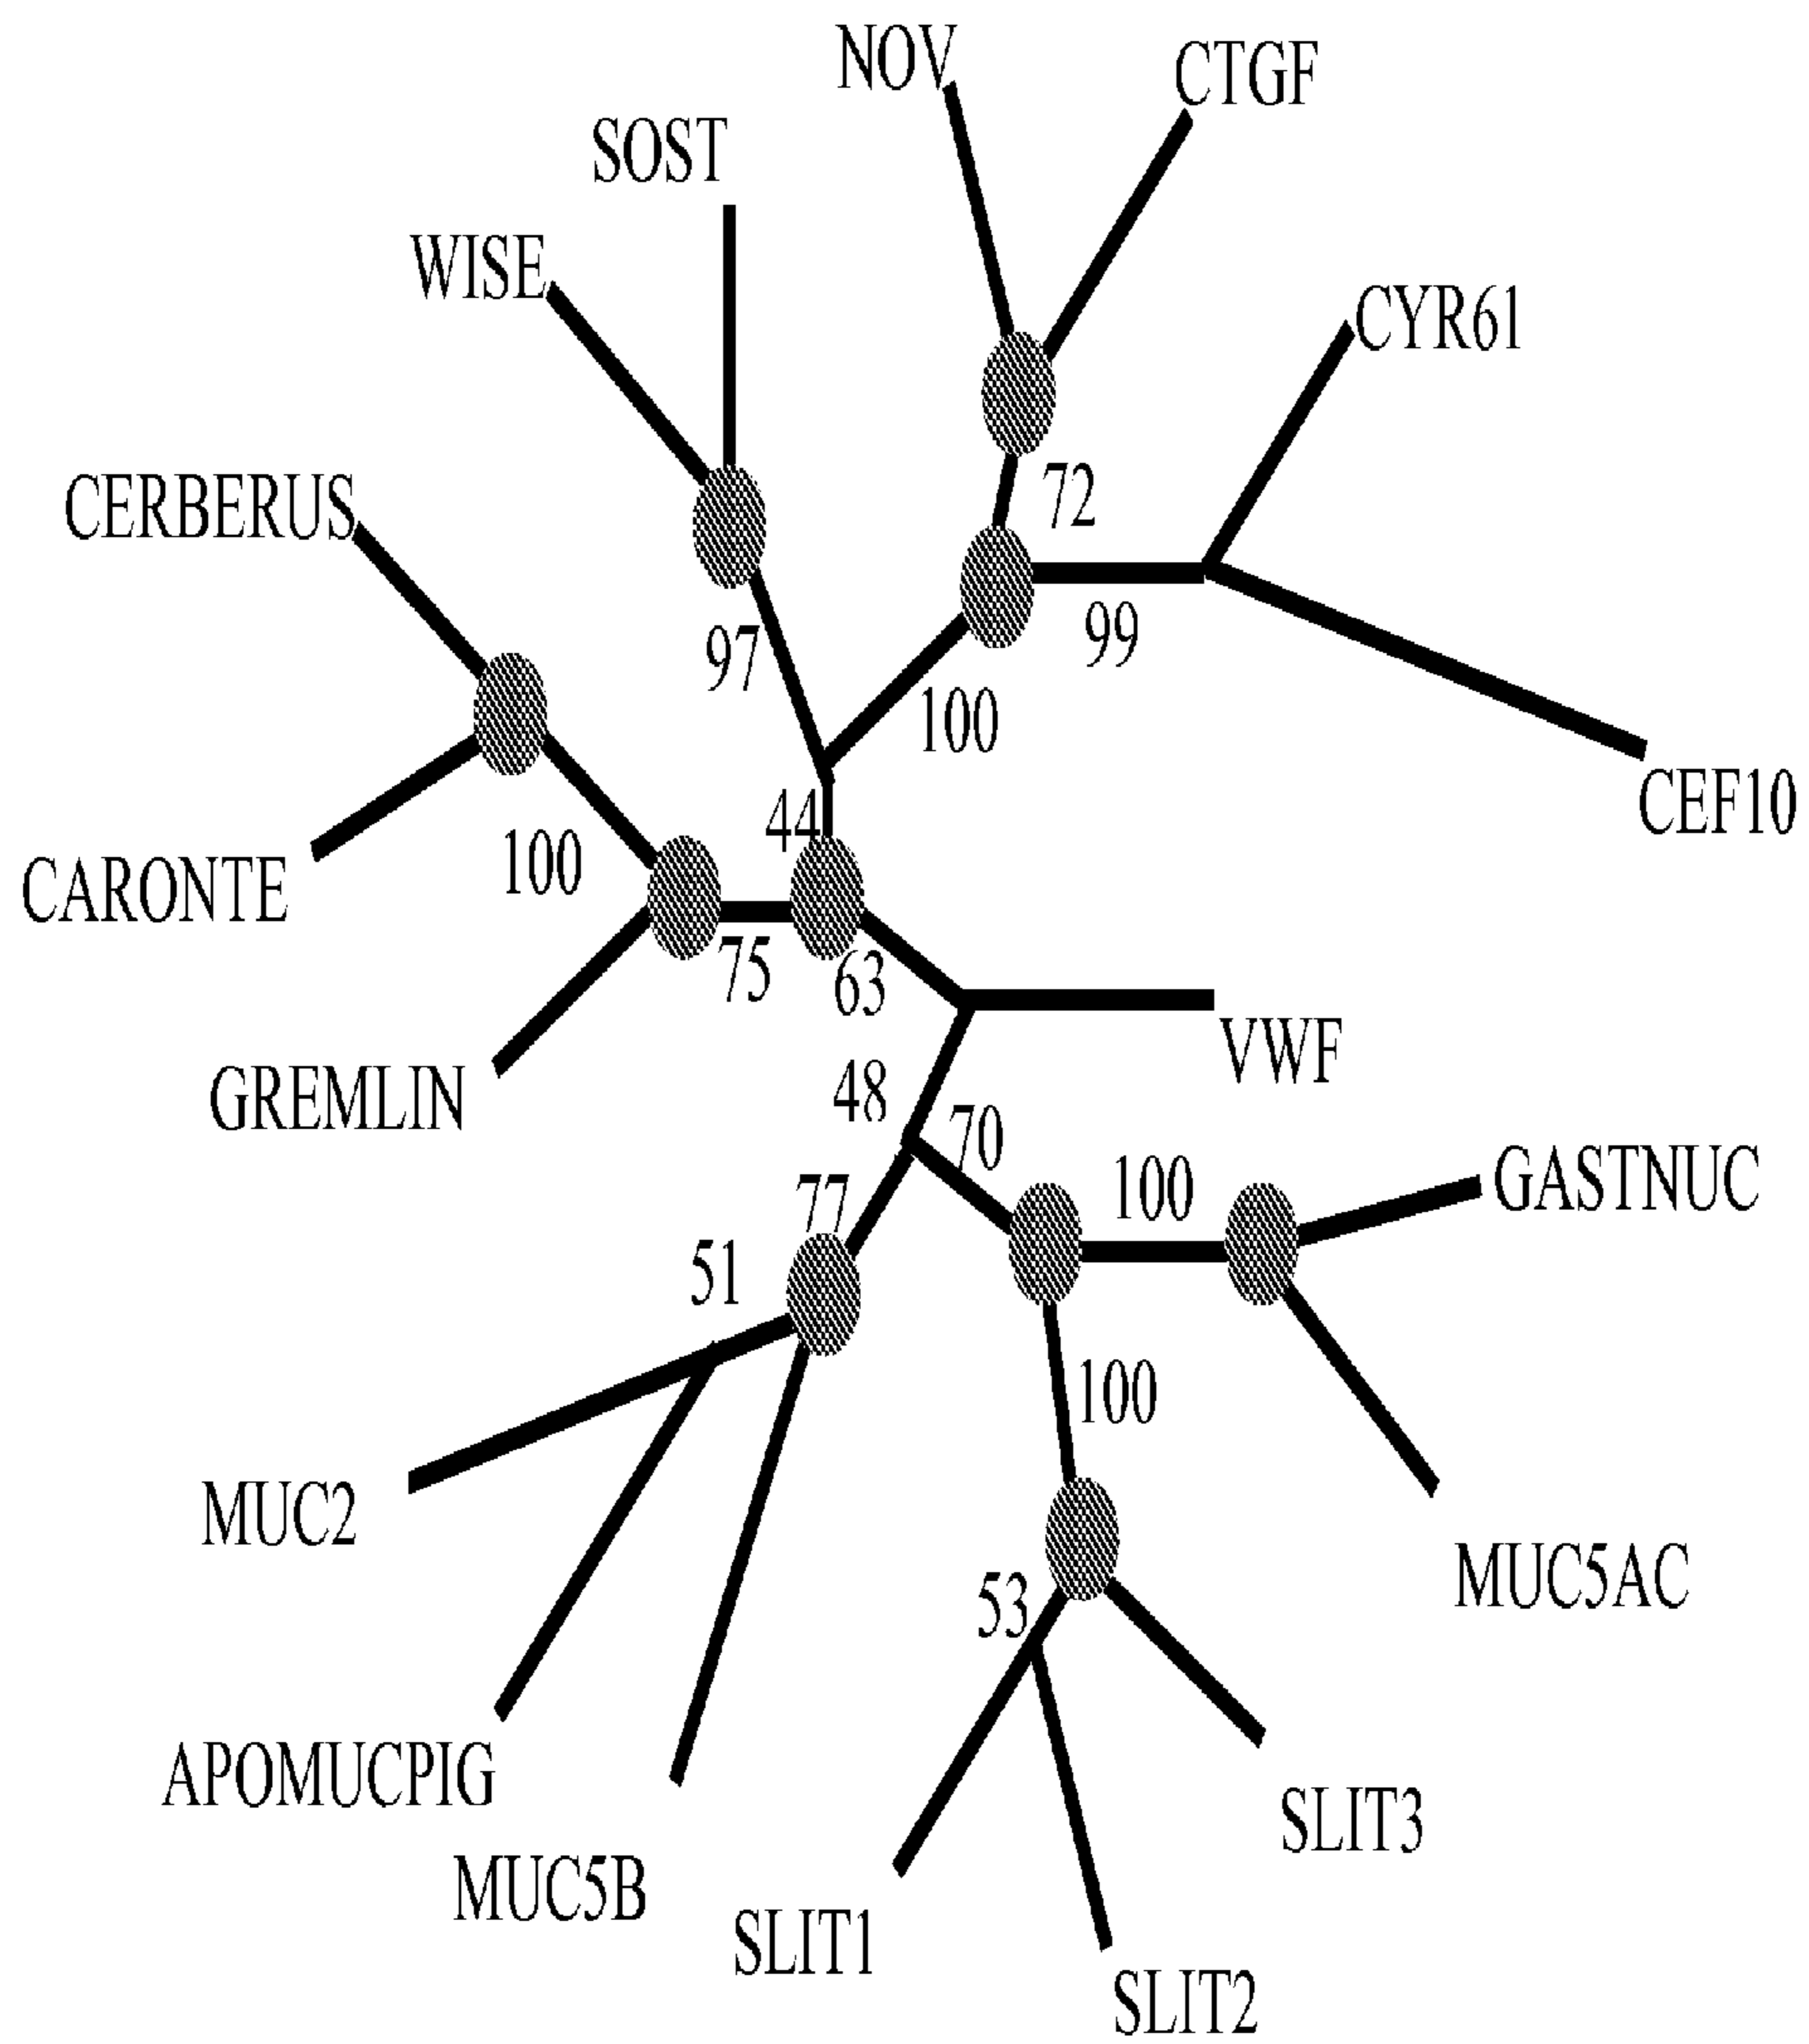 NOV
CTGF
SOST
WISE
CYR61
CERBERUS
72
99
97
100
CEF10
44
100
CARONTE
75
63
VWF
GREMLIN
48
70
100
GASTNUC
77
51
100
MUC2
53
MUC5AC
APOMUCPIG
SLIT3
MUC5B
SLIT1
SLIT2